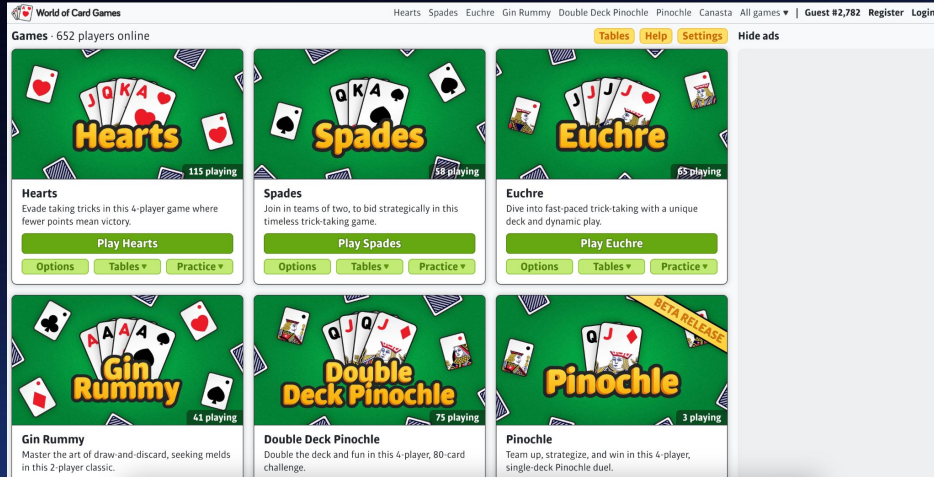 World of Card Games
Hearts Spades Euchre Gin Rummy Double Deck Pinochle Pinochle Canasta All games ▼ | Guest #2,782 Register Login
Games · 652 players online
Tables Help Settings Hide ads
J Q K A
Hearts
115 playing
Q K A
Spades
58 playing
J J J J
Euchre
65 playing
Hearts
Evade taking tricks in this 4-player game where
fewer points mean victory.
Play Hearts
Options Tables ▼ Practice ▼
Spades
Join in teams of two, to bid strategically in this
timeless trick-taking game.
Play Spades
Options Tables ▼ Practice ▼
Euchre
Dive into fast-paced trick-taking with a unique
deck and dynamic play.
Play Euchre
Options Tables ▼ Practice ▼
A A A A
Gin
Rummy
41 playing
Q J Q J
Double
Deck Pinochle
75 playing
BETA RELEASE
Q J
Pinochle
3 playing
Gin Rummy
Master the art of draw-and-discard, seeking melds
in this 2-player classic.
Double Deck Pinochle
Double the deck and fun in this 4-player, 80-card
challenge.
Pinochle
Team up, strategize, and win in this 4-player,
single-deck Pinochle duel.